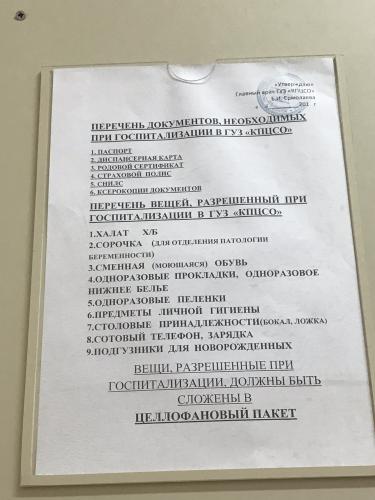 «Утверждаю»
Главный врач ГУЗ «КПЦСО»
Б.И. Ермолаева
201 г
ПЕРЕЧЕНЬ ДОКУМЕНТОВ, НЕОБХОДИМЫХ
ПРИ ГОСПИТАЛИЗАЦИИ В ГУЗ «КПЦСО»
1. ПАСПОРТ
2. ДИСПАНСЕРНАЯ КАРТА
3. РОДОВОЙ СЕРТИФИКАТ
4. СТРАХОВОЙ ПОЛИС
5. СНИЛС
6. КСЕРОКОПИИ ДОКУМЕНТОВ
ПЕРЕЧЕНЬ ВЕЩЕЙ, РАЗРЕШЕННЫЙ ПРИ
ГОСПИТАЛИЗАЦИИ В ГУЗ «КПЦСО»
1.ХАЛАТ Х/Б
2.СОРОЧКА (ДЛЯ ОТДЕЛЕНИЯ ПАТОЛОГИИ
БЕРЕМЕННОСТИ)
3.СМЕННАЯ (МОЮЩАЯСЯ) ОБУВЬ
4.ОДНОРАЗОВЫЕ ПРОКЛАДКИ, ОДНОРАЗОВОЕ
НИЖНЕЕ БЕЛЬЕ
5.ОДНОРАЗОВЫЕ ПЕЛЕНКИ
6.ПРЕДМЕТЫ ЛИЧНОЙ ГИГИЕНЫ
7.СТОЛОВЫЕ ПРИНАДЛЕЖНОСТИ(БОКАЛ, ЛОЖКА)
8.СОТОВЫЙ ТЕЛЕФОН, ЗАРЯДКА
9.ПОДГУЗНИКИ ДЛЯ НОВОРОЖДЕННЫХ
ВЕЩИ, РАЗРЕШЕННЫЕ ПРИ
ГОСПИТАЛИЗАЦИИ, ДОЛЖНЫ БЫТЬ
СЛОЖЕНЫ В
ЦЕЛЛОФАНОВЫЙ ПАКЕТ